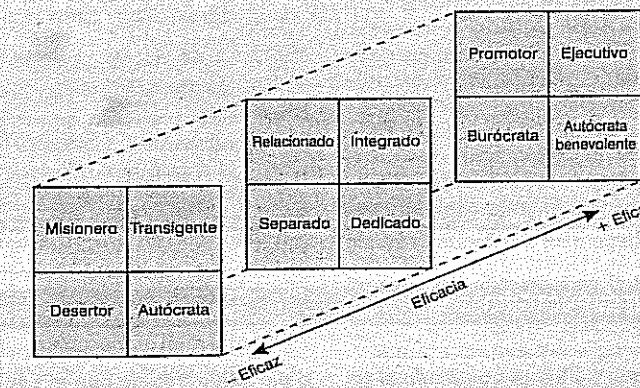 Promotor Ejecutivo
Burócrata Autócrata
benevolente
Relacionado Integrado
Separado Dedicado
Misionero Transigente
Desertor Autócrata
+ Efic
Eficacia
– Eficaz